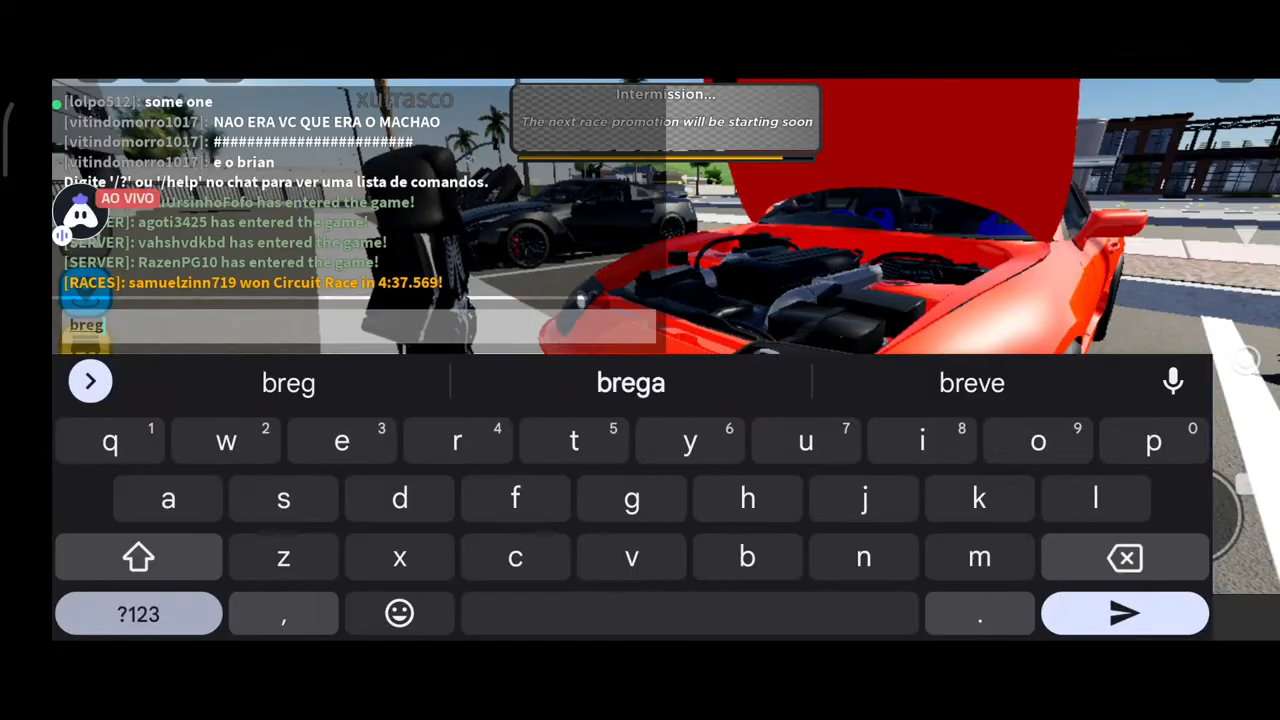 xurrasco
Intermission...
The next race promotion will be starting soon
[lolpo512]: some one
[vitindomorro1017]: NAO ERA VC QUE ERA O MACHAO
[vitindomorro1017]: #######################
[vitindomorro1017]: e o brian
Digite '/?' ou '/help' no chat para ver uma lista de comandos.
AO VIVO
ursinhoFofo has entered the game!
ER]: agoti3425 has entered the game!
[SERVER]: vahshvdkbd has entered the game!
[SERVER]: RazenPG10 has entered the game!
[RACES]: samuelzinn719 won Circuit Race in 4:37.569!
breg
breg brega breve
q 1 w 2 e 3 r 4 t 5 y 6 u 7 i 8 o 9 p 0
a s d f g h j k l
z x c v b n m
?123 , .